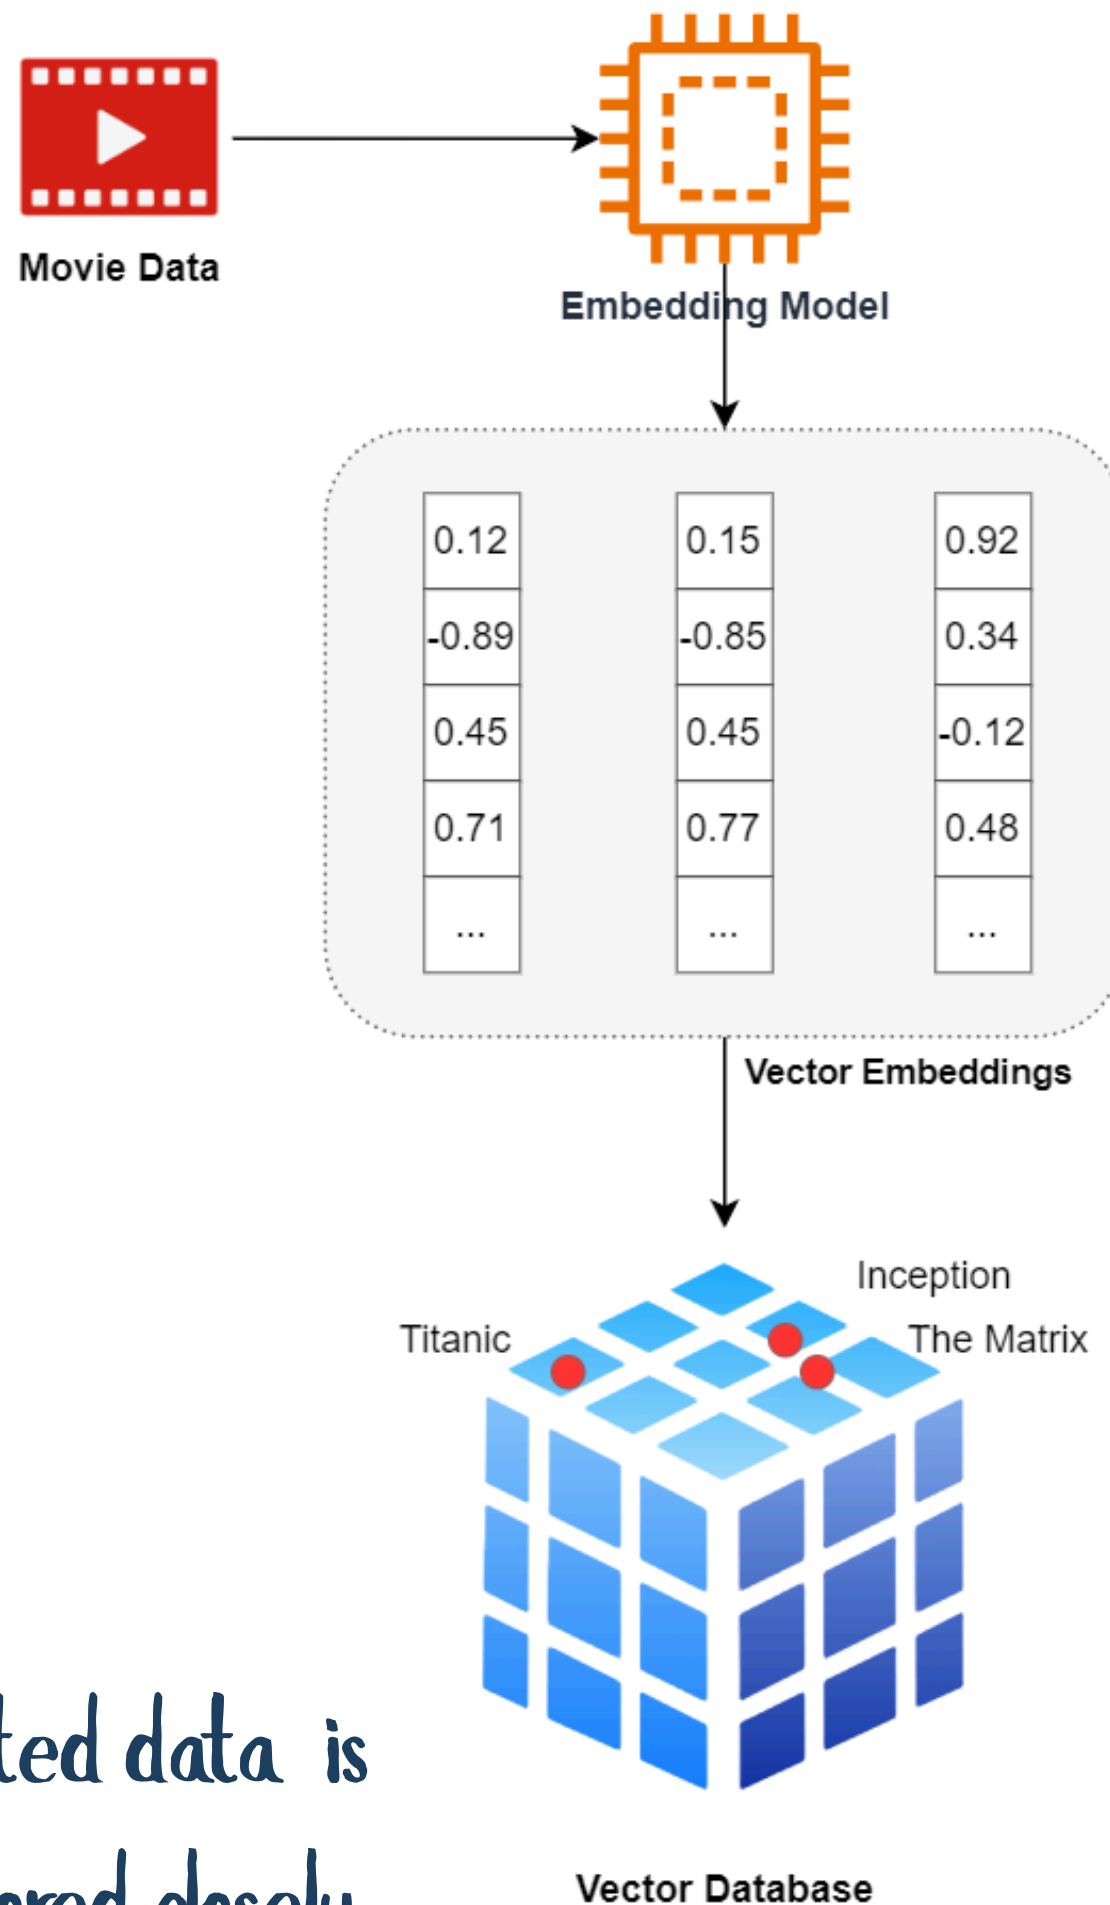 Movie Data
Embedding Model
0.12 0.15 0.92
-0.89 -0.85 0.34
0.45 0.45 -0.12
0.71 0.77 0.48
... ... ...
Vector Embeddings
Inception
Titanic The Matrix
data is
closely
Vector Database